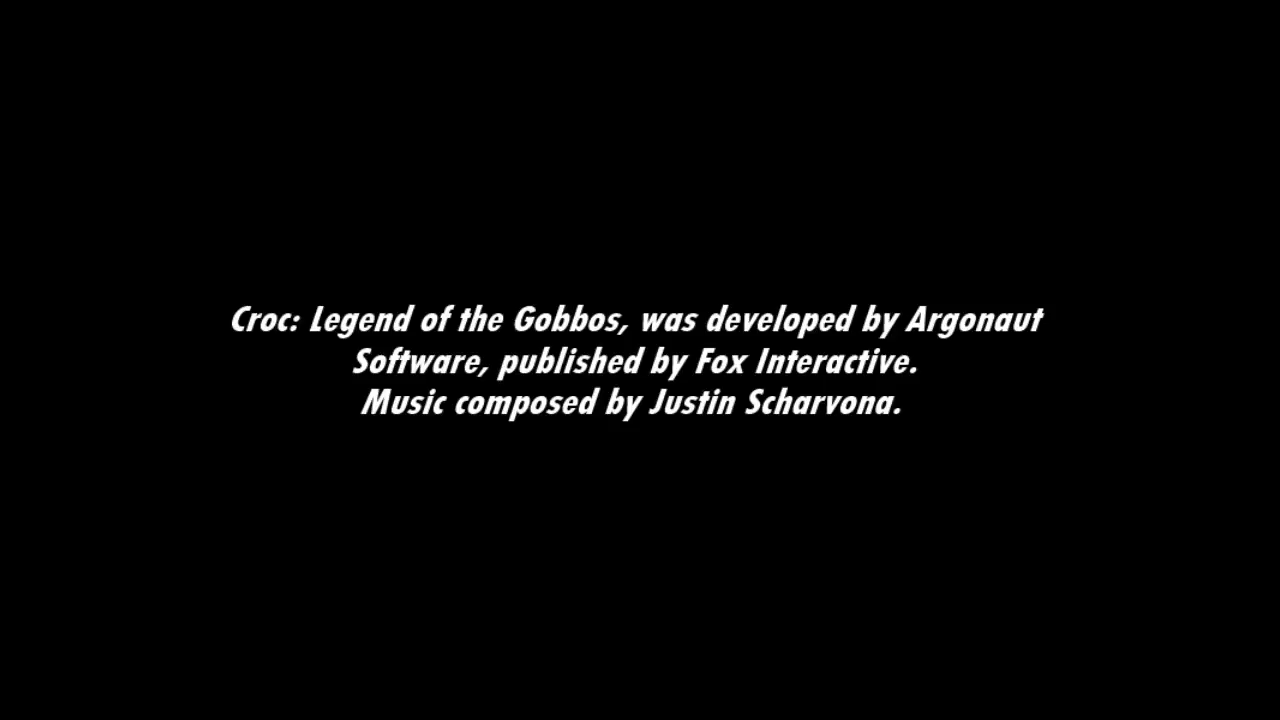 Croc: Legend of the Gobbos, was developed by Argonaut
Software, published by Fox Interactive.
Music composed by Justin Scharvona.